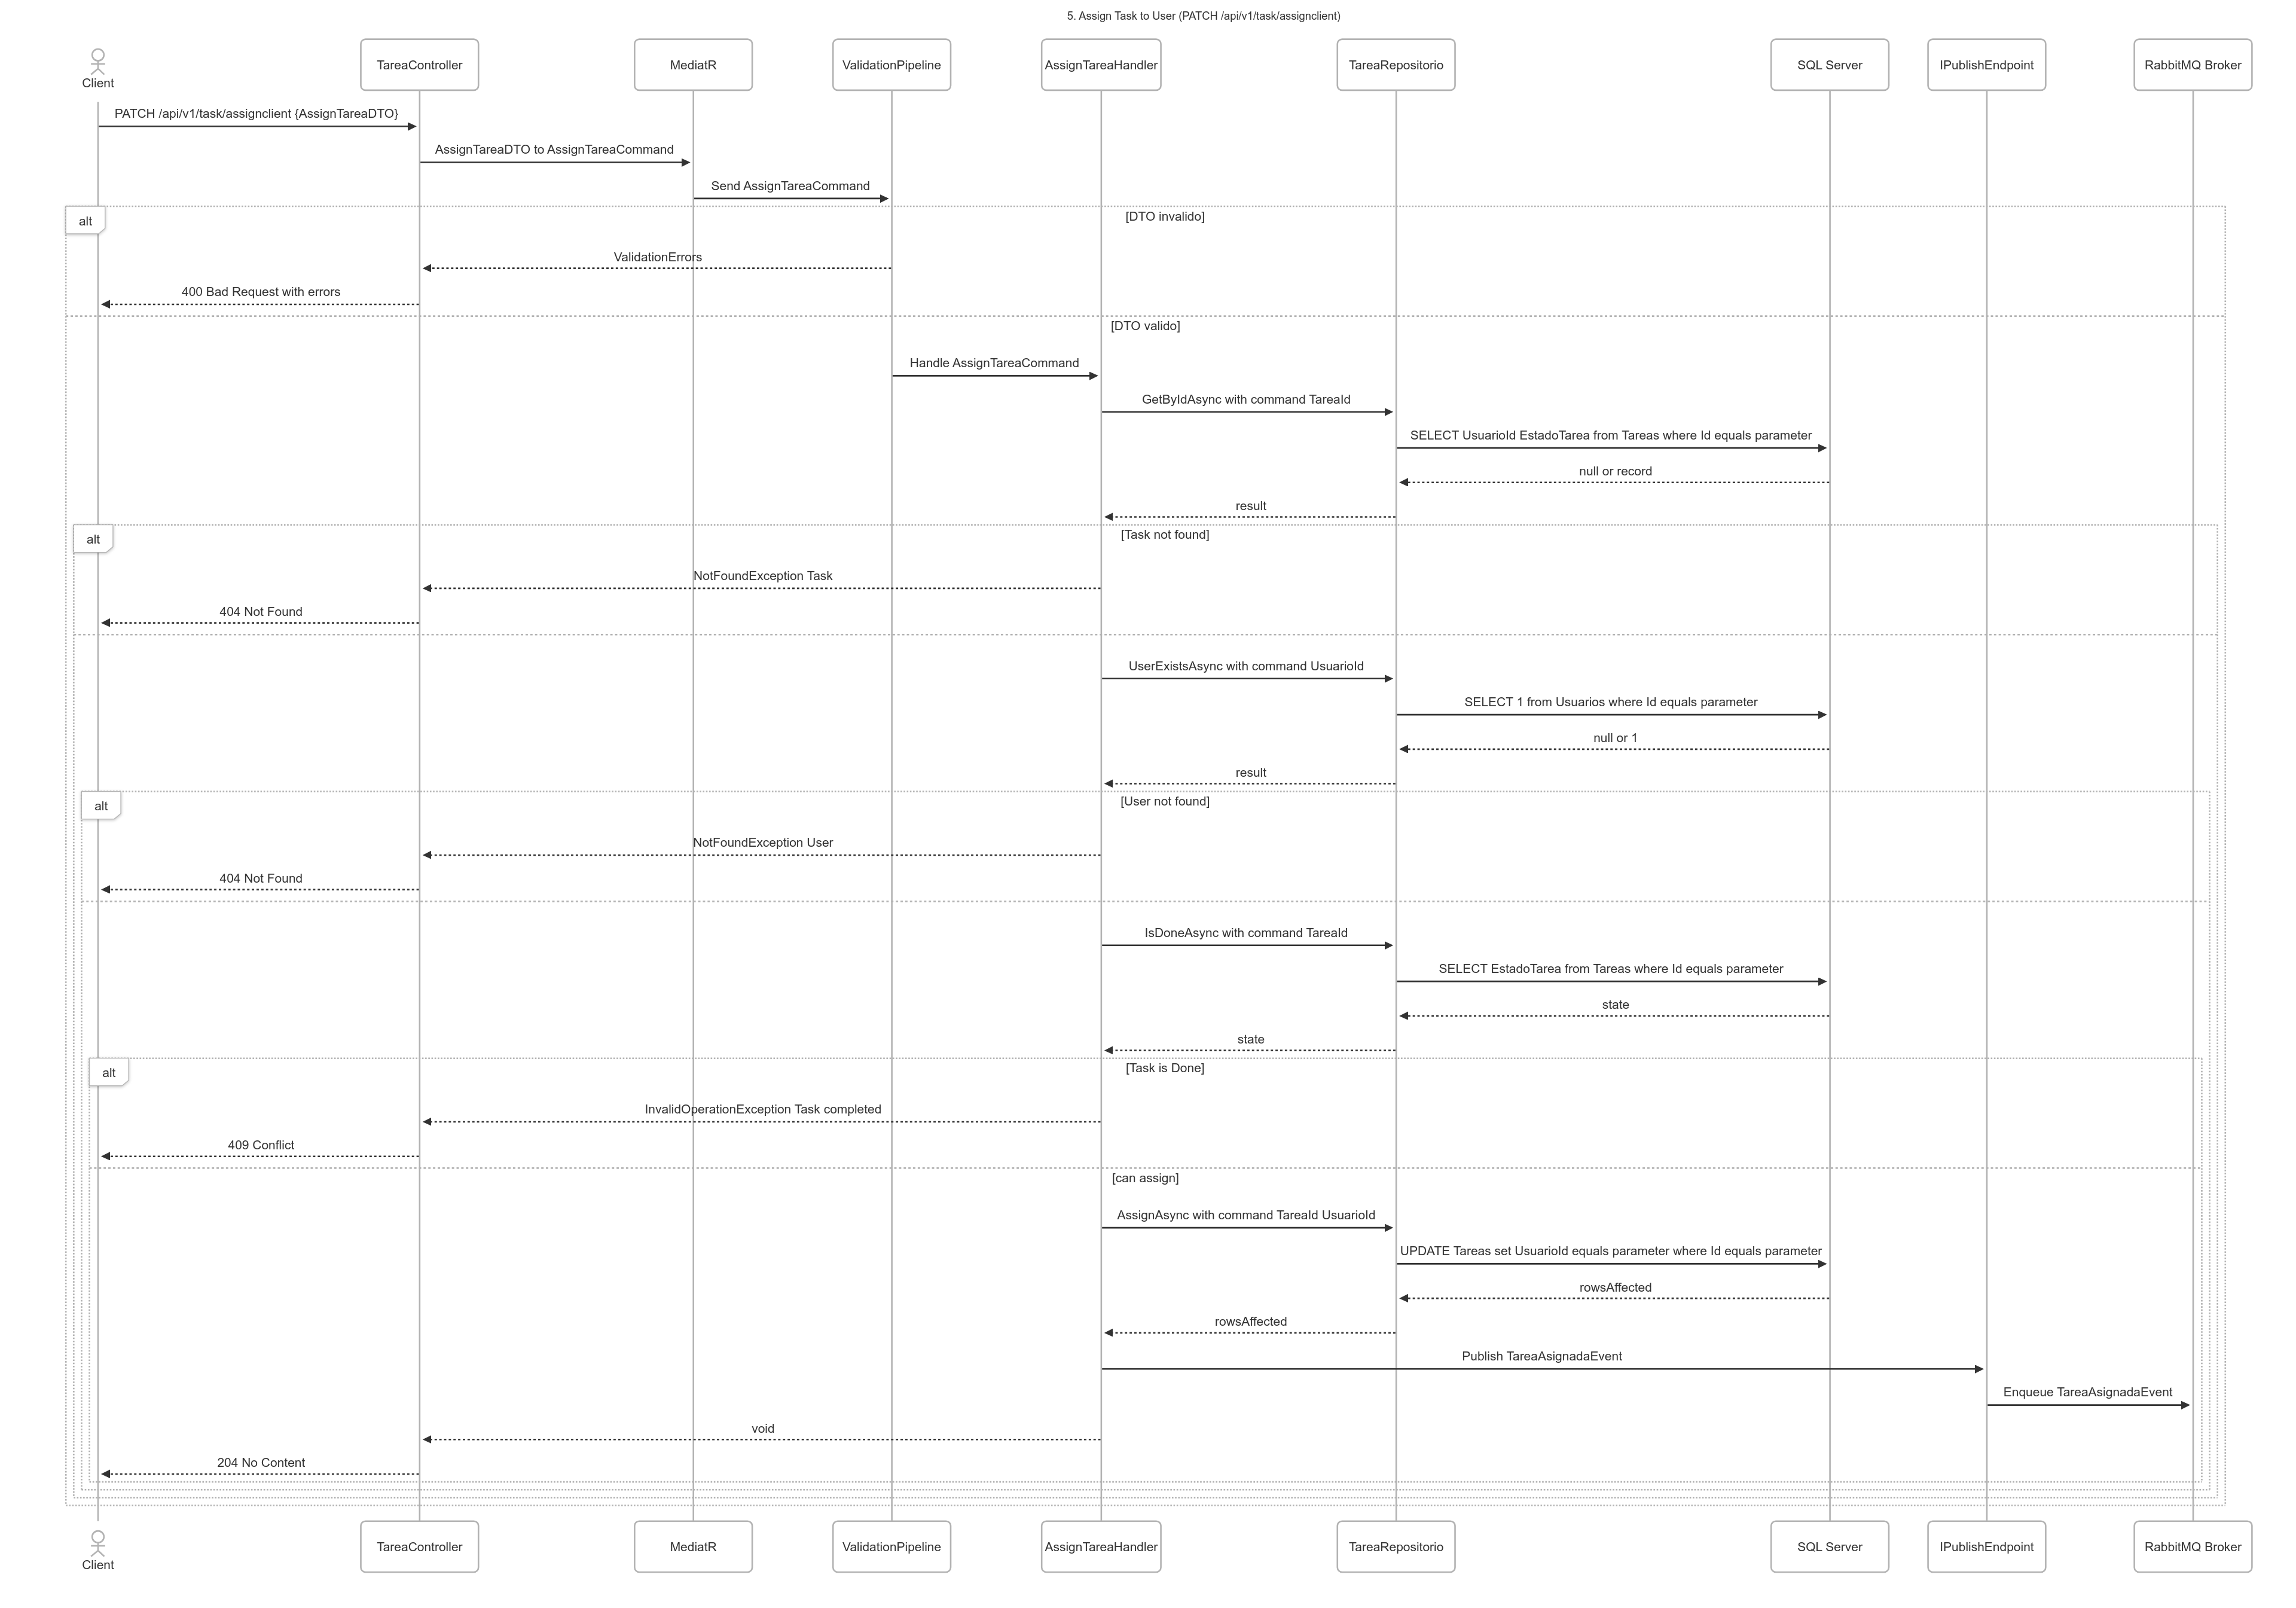 5. Assign Task to User (PATCH /api/v1/task/assignclient)
Client
TareaController
MediatR
ValidationPipeline
AssignTareaHandler
TareaRepositorio
SQL Server
IPublishEndpoint
RabbitMQ Broker
PATCH /api/v1/task/assignclient {AssignTareaDTO}
AssignTareaDTO to AssignTareaCommand
Send AssignTareaCommand
alt
[DTO invalido]
ValidationErrors
400 Bad Request with errors
[DTO valido]
Handle AssignTareaCommand
GetByIdAsync with command TareaId
SELECT UsuarioId EstadoTarea from Tareas where Id equals parameter
null or record
result
alt
[Task not found]
NotFoundException Task
404 Not Found
UserExistsAsync with command UsuarioId
SELECT 1 from Usuarios where Id equals parameter
null or 1
result
alt
[User not found]
NotFoundException User
404 Not Found
IsDoneAsync with command TareaId
SELECT EstadoTarea from Tareas where Id equals parameter
state
state
alt
[Task is Done]
InvalidOperationException Task completed
409 Conflict
[can assign]
AssignAsync with command TareaId UsuarioId
UPDATE Tareas set UsuarioId equals parameter where Id equals parameter
rowsAffected
rowsAffected
Publish TareaAsignadaEvent
Enqueue TareaAsignadaEvent
void
204 No Content
Client
TareaController
MediatR
ValidationPipeline
AssignTareaHandler
TareaRepositorio
SQL Server
IPublishEndpoint
RabbitMQ Broker